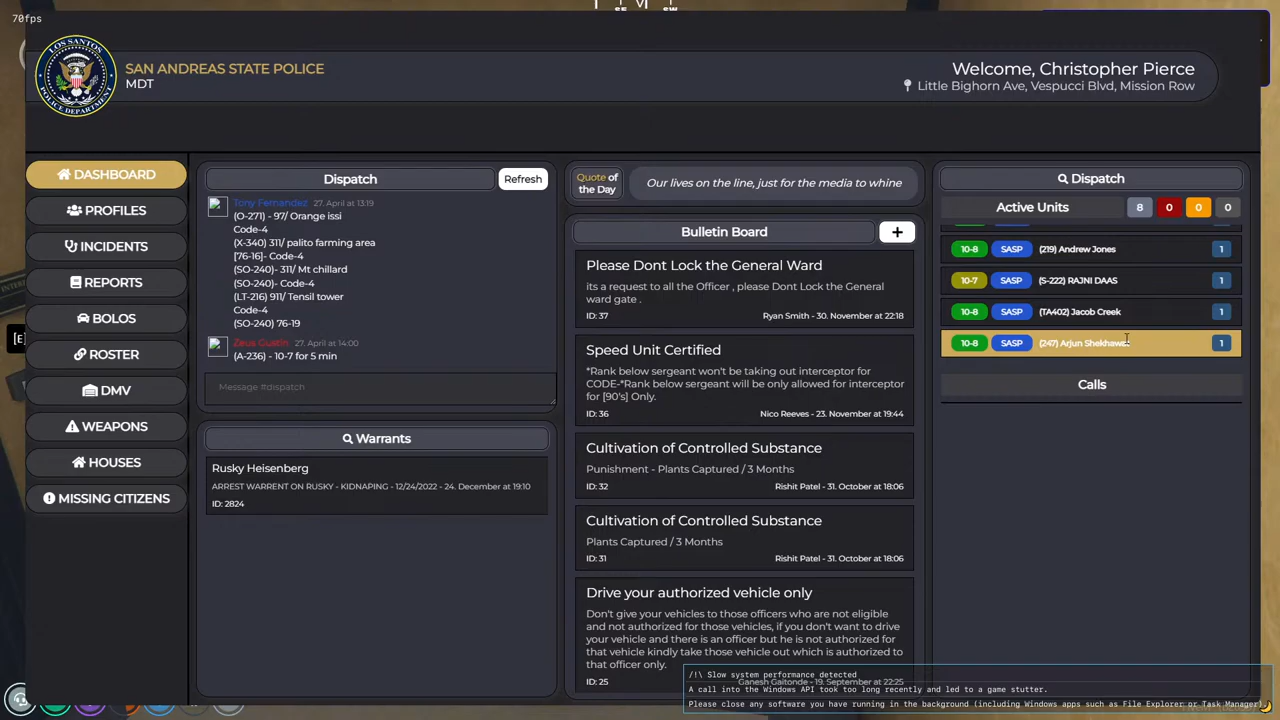 70fps
SE
SW
LOS SANTOS
POLICE DEPARTMENT
SAN ANDREAS STATE POLICE
MDT
Welcome, Christopher Pierce
Little Bighorn Ave, Vespucci Blvd, Mission Row
DASHBOARD
PROFILES
INCIDENTS
REPORTS
BOLOS
ROSTER
DMV
WEAPONS
HOUSES
MISSING CITIZENS
[E]
Dispatch
Refresh
Tony Fernandez 27. April at 13:19
(O-271) - 97/ Orange issi
Code-4
(X-340) 311/ palito farming area
[76-16]- Code-4
(SO-240)- 311/ Mt chillard
(SO-240)- Code-4
(LT-216) 911/ Tensil tower
Code-4
(SO-240) 76-19
Zeus Gustin 27. April at 14:00
(A-236) - 10-7 for 5 min
Message #dispatch
Warrants
Rusky Heisenberg
ARREST WARRENT ON RUSKY - KIDNAPING - 12/24/2022 - 24. December at 19:10
ID: 2824
Quote of
the Day
Our lives on the line, just for the media to whine
Bulletin Board
+
Please Dont Lock the General Ward
its a request to all the Officer , please Dont Lock the General
ward gate .
ID: 37
Ryan Smith - 30. November at 22:18
Speed Unit Certified
*Rank below sergeant won't be taking out interceptor for
CODE-*Rank below sergeant will be only allowed for interceptor
for [90's] Only.
ID: 36
Nico Reeves - 23. November at 19:44
Cultivation of Controlled Substance
Punishment - Plants Captured / 3 Months
ID: 32
Rishit Patel - 31. October at 18:06
Cultivation of Controlled Substance
Plants Captured / 3 Months
ID: 31
Rishit Patel - 31. October at 18:06
Drive your authorized vehicle only
Don't give your vehicles to those officers who are not eligible
and not authorized for those vehicles, if you don't want to drive
your vehicle and there is an officer but he is not authorized for
that vehicle kindly take those vehicle out which is authorized to
that officer only.
ID: 25
Ganesh Gaitonde - 19. September at 22:25
Dispatch
Active Units
8
0
0
0
10-8 SASP (219) Andrew Jones 1
10-7 SASP (S-222) RAJNI DAAS 1
10-8 SASP (TA402) Jacob Creek 1
10-8 SASP (247) Arjun Shekhawat 1
Calls
/!\ Slow system performance detected
A call into the Windows API took too long recently and led to a game stutter.
Please close any software you have running in the background (including Windows apps such as File Explorer or Task Manager).